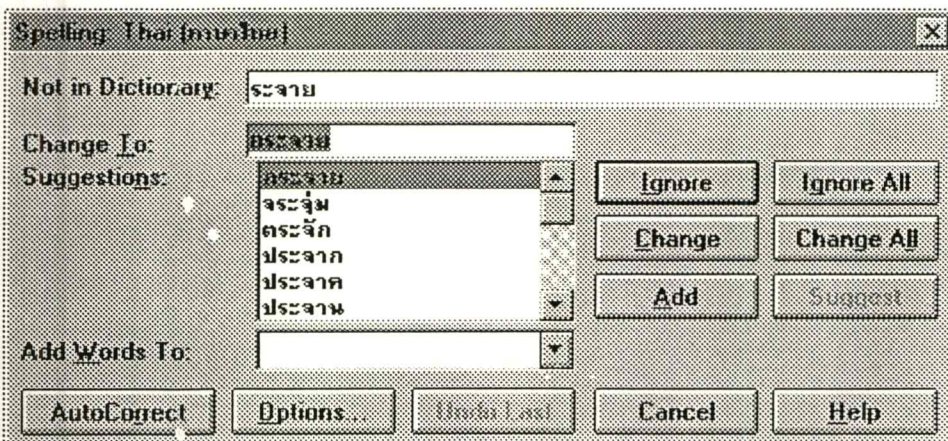 Spelling: Thai (ภาษาไทย)
Not in Dictionary: ระจาย
Change To: กระจาย
Suggestions: กระจาย
จระจุ่ม
ตระจัก
ประจาก
ประจาค
ประจาน
Ignore Ignore All
Change Change All
Add Suggest
Add Words To:
AutoCorrect Options... Undo Last Cancel Help